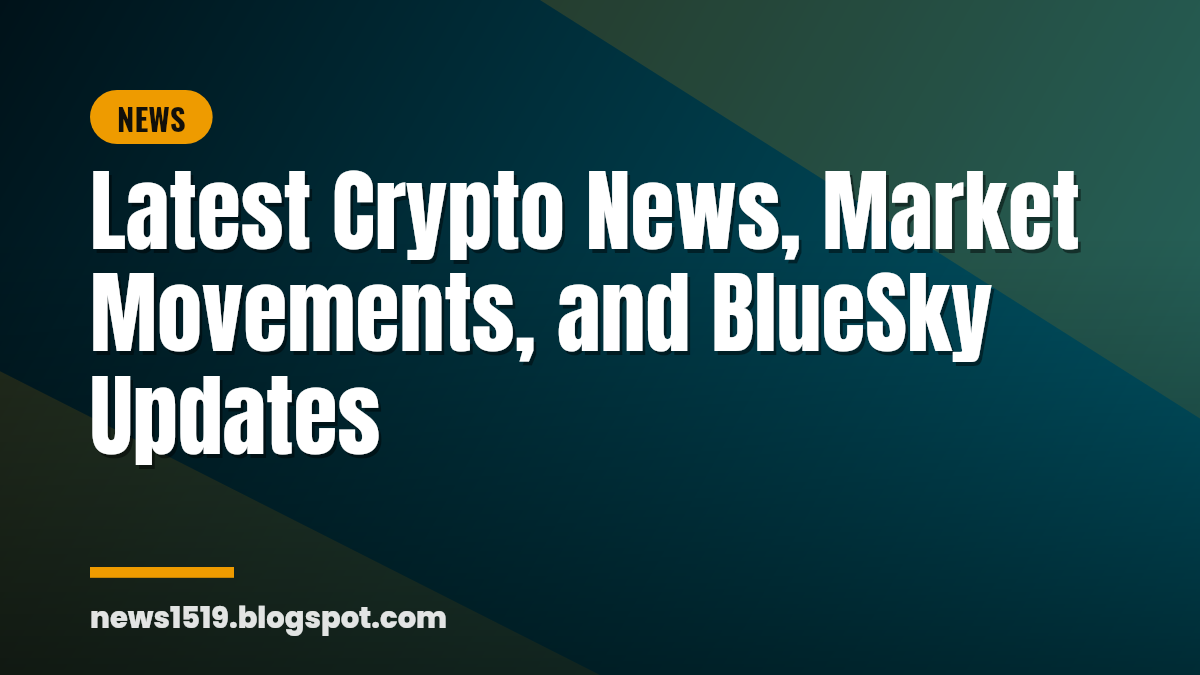 NEWS
Latest Crypto News, Market
Movements, and BlueSky
Updates
news1519.blogspot.com